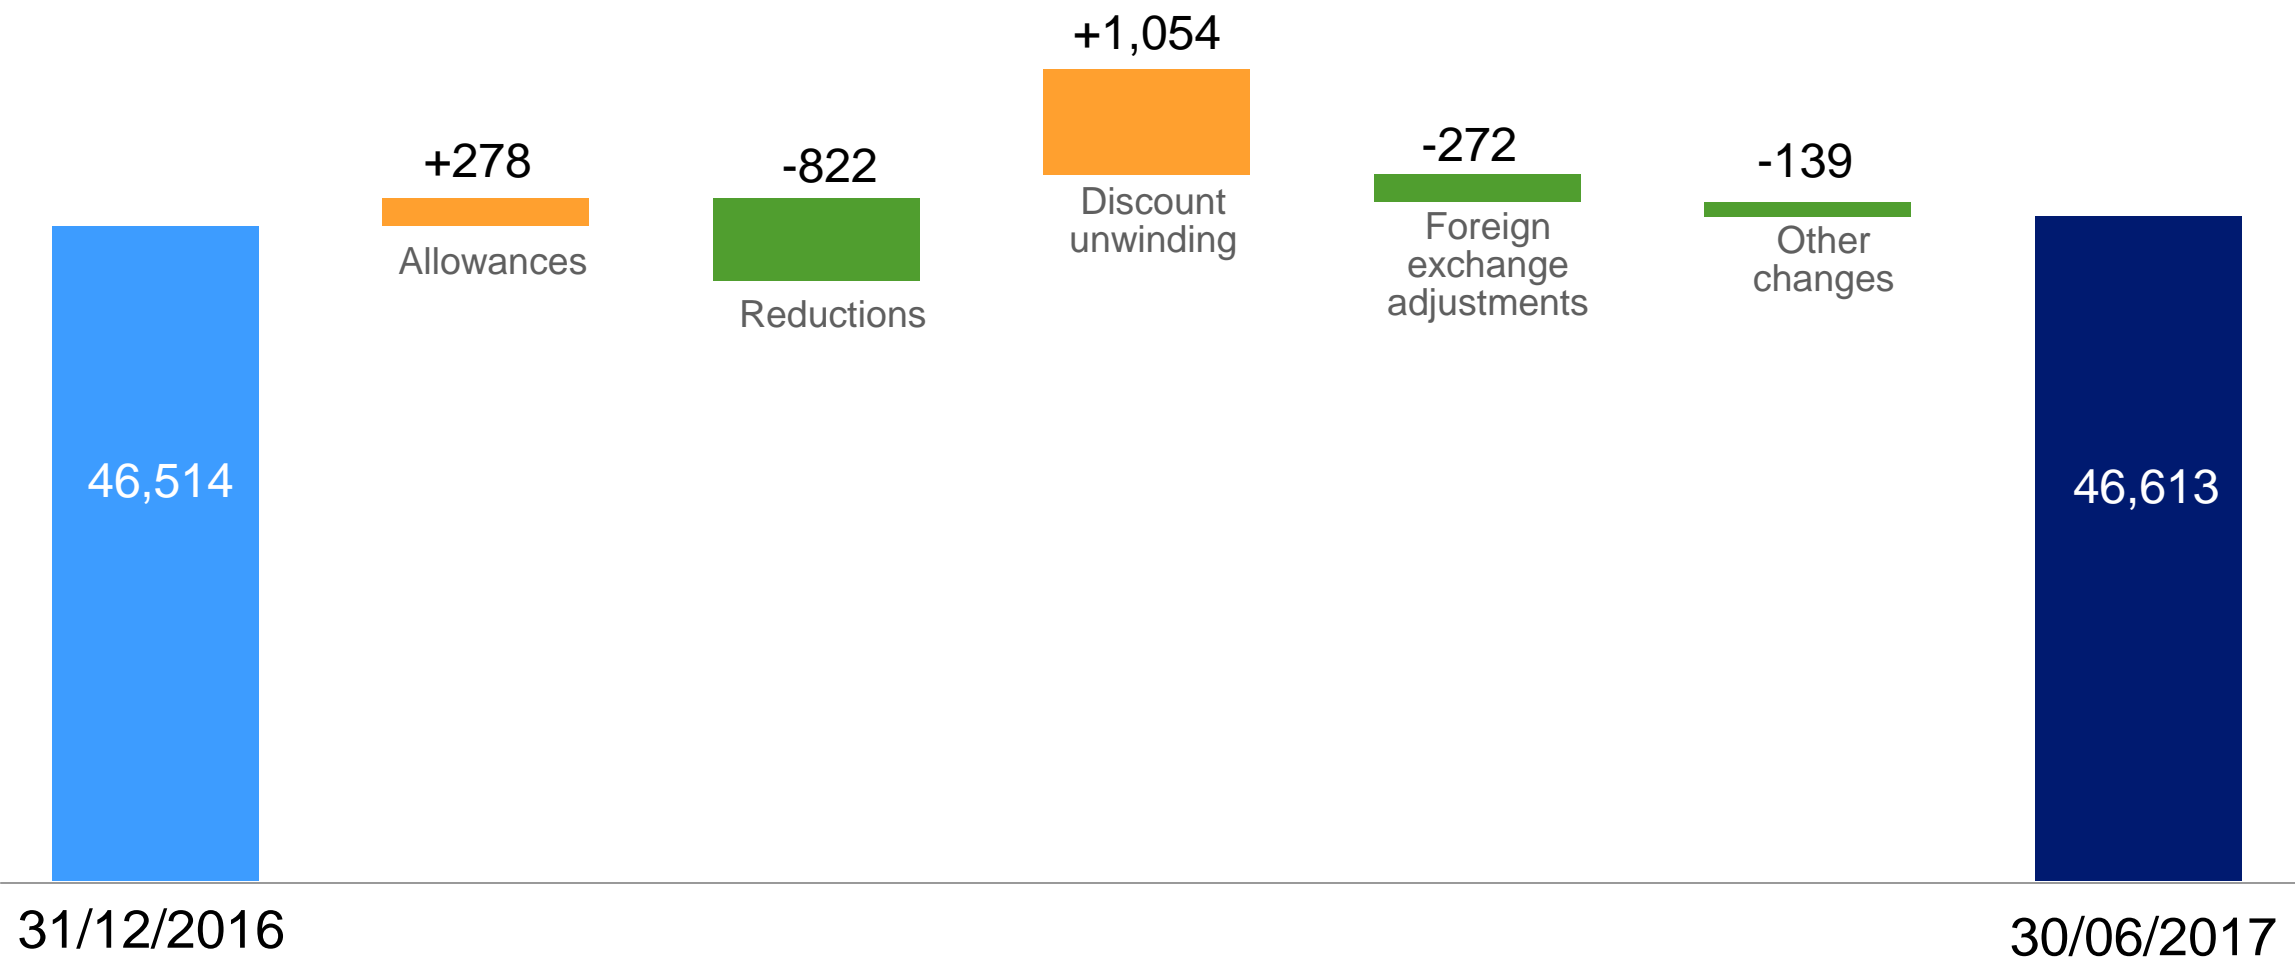 +1,054
+278
-822
-272
-139
Discount
unwinding
Allowances
Reductions
Foreign
exchange
adjustments
Other
changes
46,514
46,613
31/12/2016
30/06/2017